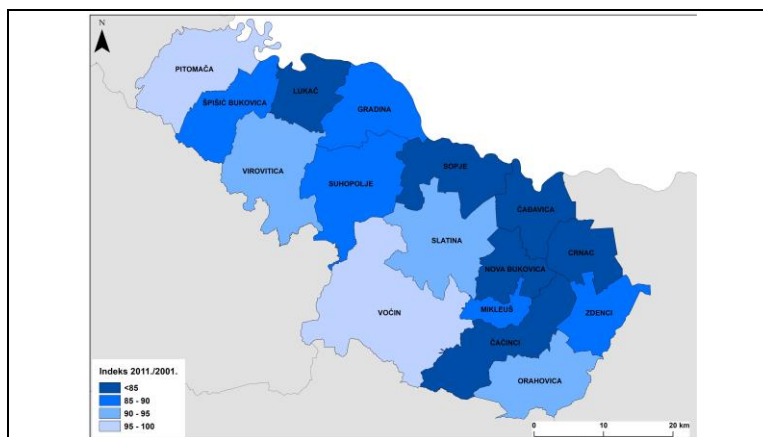 N
PITOMAČA
ŠPIŠIĆ BUKOVICA
LUKAČ
GRADINA
VIROVITICA
SUHOPOLJE
SOPJE
ČAĐAVICA
SLATINA
CRNAC
NOVA BUKOVICA
MIKLEUŠ
ZDENCI
VOĆIN
ČAČINCI
ORAHOVICA
Indeks 2011./2001.
<85
85 - 90
90 - 95
95 - 100
0 10 20 km